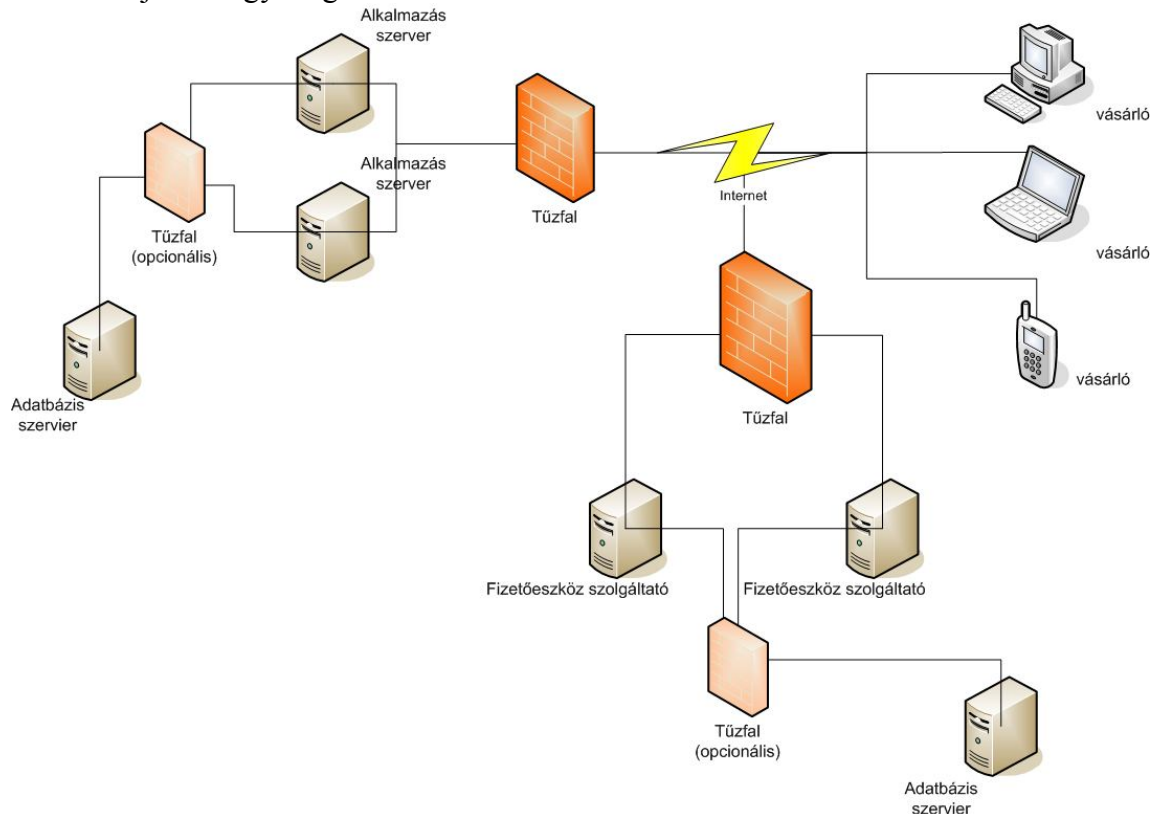 Alkalmazás
szerver
Alkalmazás
szerver
Tűzfal
(opcionális)
Adatbázis
szervier
Tűzfal
Internet
vásárló
vásárló
vásárló
Tűzfal
Fizetőeszköz szolgáltató
Fizetőeszköz szolgáltató
Tűzfal
(opcionális)
Adatbázis
szervier